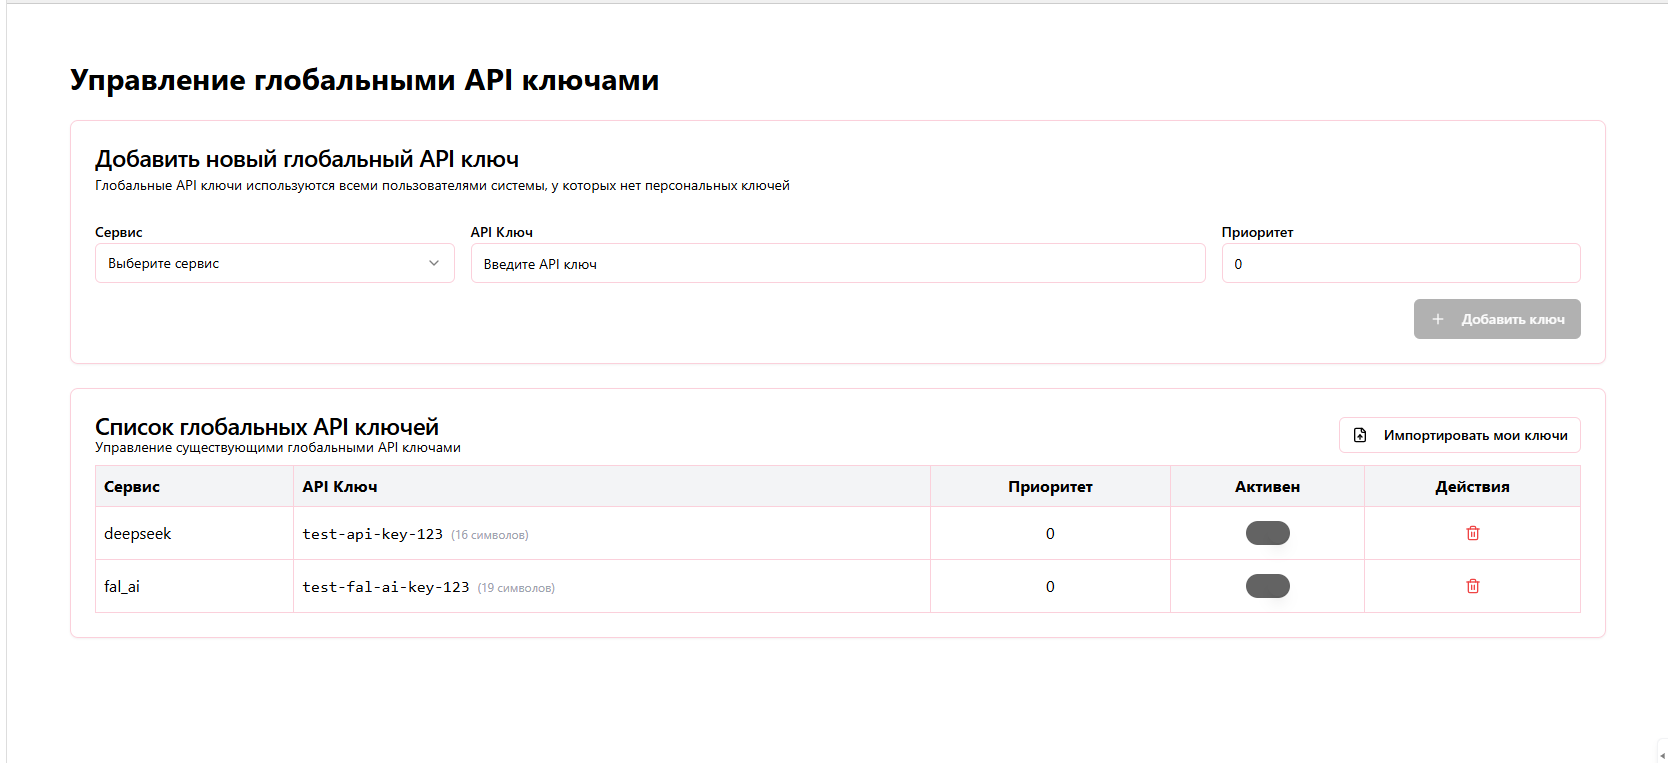 Управление глобальными API ключами
Добавить новый глобальный API ключ
Глобальные API ключи используются всеми пользователями системы, у которых нет персональных ключей
Сервис API Ключ Приоритет
Выберите сервис Введите API ключ 0
Добавить ключ
Список глобальных API ключей
Управление существующими глобальными API ключами
Импортировать мои ключи
Сервис API Ключ Приоритет Активен Действия
deepseek test-api-key-123 (16 символов) 0
fal_ai test-fal-ai-key-123 (19 символов) 0